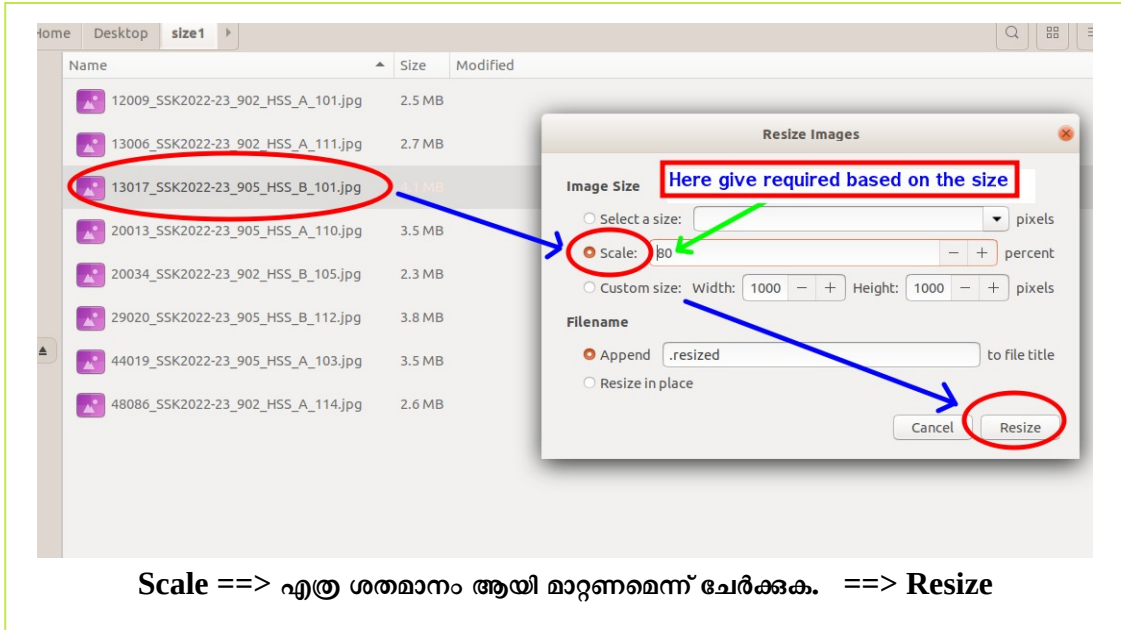 Home Desktop size1
Name Size Modified
12009_SSK2022-23_902_HSS_A_101.jpg 2.5 MB
13006_SSK2022-23_902_HSS_A_111.jpg 2.7 MB
13017_SSK2022-23_905_HSS_B_101.jpg 4.1 MB
20013_SSK2022-23_905_HSS_A_110.jpg 3.5 MB
20034_SSK2022-23_902_HSS_B_105.jpg 2.3 MB
29020_SSK2022-23_905_HSS_B_112.jpg 3.8 MB
44019_SSK2022-23_905_HSS_A_103.jpg 3.5 MB
48086_SSK2022-23_902_HSS_A_114.jpg 2.6 MB
Resize Images
Here give required based on the size
Image Size
Select a size: pixels
Scale: 80 percent
Custom size: Width: 1000 − + Height: 1000 − + pixels
Filename
Append .resized to file title
Resize in place
Cancel Resize
Scale ==> എത്ര ശതമാനം ആയി മാറ്റണമെന്ന് ചേർക്കുക. ==> Resize